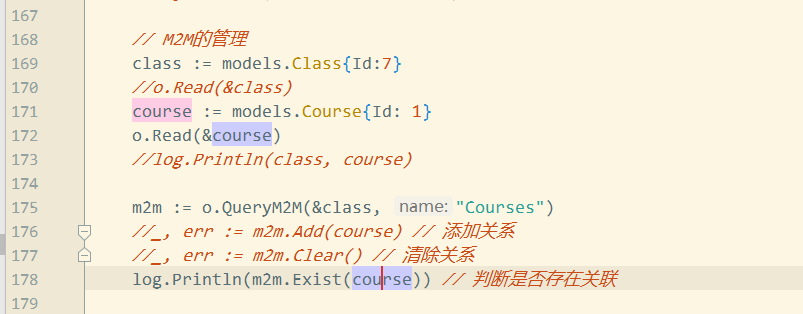 167
168 // M2M的管理
169 class := models.Class{Id:7}
170 //o.Read(&class)
171 course := models.Course{Id: 1}
172 o.Read(&course)
173 //log.Println(class, course)
174
175 m2m := o.QueryM2M(&class, name: "Courses")
176 //_, err := m2m.Add(course) // 添加关系
177 //_, err := m2m.Clear() // 清除关系
178 log.Println(m2m.Exist(course)) // 判断是否存在关联
179